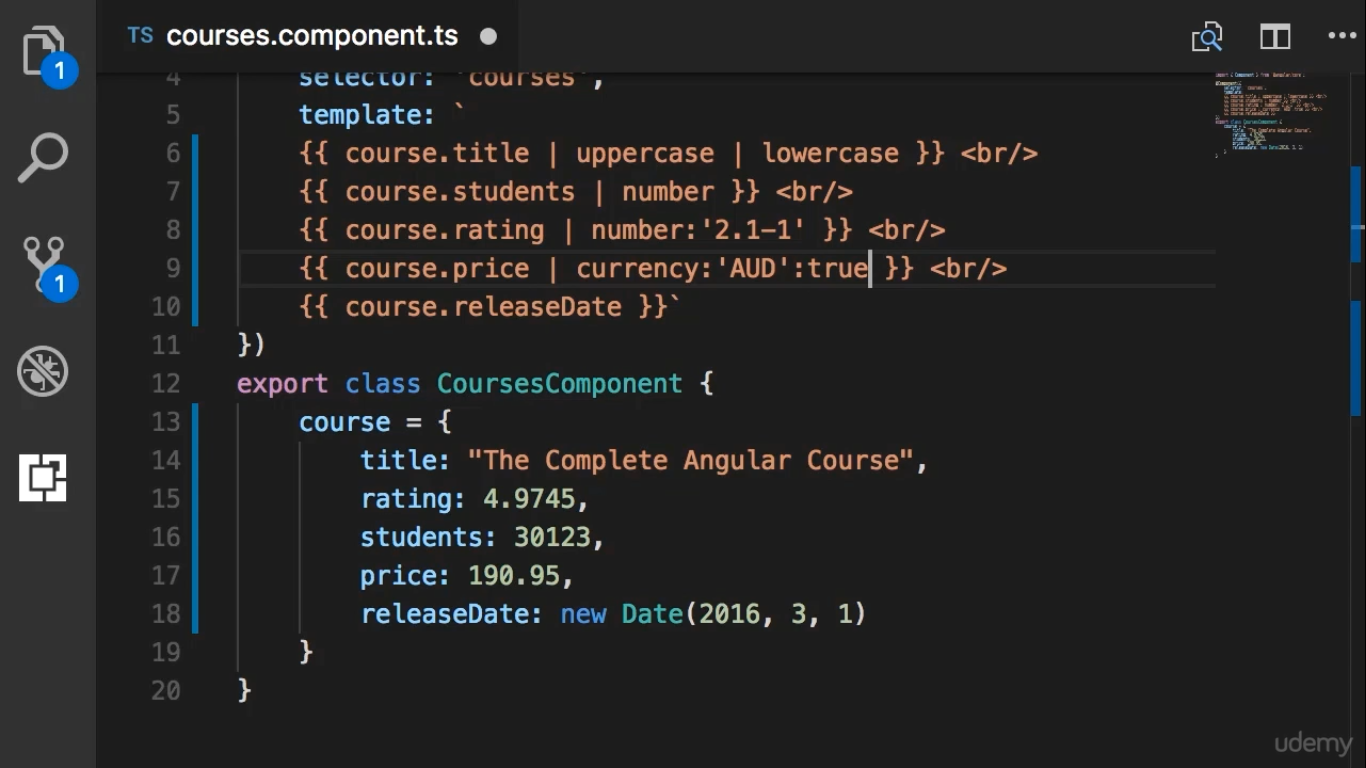 TS courses.component.ts
1
4 selector: 'courses',
5 template: `
6 {{ course.title | uppercase | lowercase }} <br/>
7 {{ course.students | number }} <br/>
8 {{ course.rating | number:'2.1-1' }} <br/>
9 {{ course.price | currency:'AUD':true }} <br/>
10 {{ course.releaseDate }}`
11 })
12 export class CoursesComponent {
1
13 course = {
14 title: "The Complete Angular Course",
15 rating: 4.9745,
16 students: 30123,
17 price: 190.95,
18 releaseDate: new Date(2016, 3, 1)
19 }
20 }
udemy